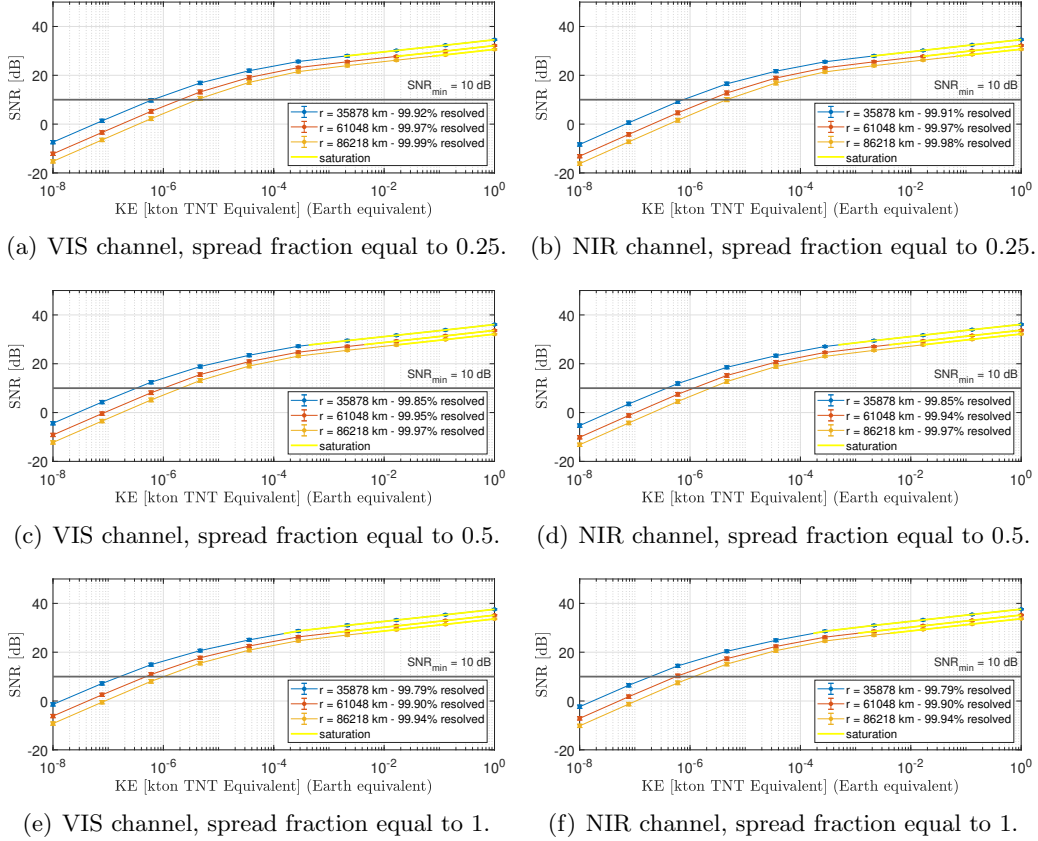 40
20
0
-20
SNR [dB]
SNR_min = 10 dB
r = 35878 km - 99.92% resolved
r = 61048 km - 99.97% resolved
r = 86218 km - 99.99% resolved
saturation
10^-8 10^-6 10^-4 10^-2 10^0
KE [kton TNT Equivalent] (Earth equivalent)
(a) VIS channel, spread fraction equal to 0.25.
40
20
0
-20
SNR [dB]
SNR_min = 10 dB
r = 35878 km - 99.91% resolved
r = 61048 km - 99.97% resolved
r = 86218 km - 99.98% resolved
saturation
10^-8 10^-6 10^-4 10^-2 10^0
KE [kton TNT Equivalent] (Earth equivalent)
(b) NIR channel, spread fraction equal to 0.25.
40
20
0
-20
SNR [dB]
SNR_min = 10 dB
r = 35878 km - 99.85% resolved
r = 61048 km - 99.95% resolved
r = 86218 km - 99.97% resolved
saturation
10^-8 10^-6 10^-4 10^-2 10^0
KE [kton TNT Equivalent] (Earth equivalent)
(c) VIS channel, spread fraction equal to 0.5.
40
20
0
-20
SNR [dB]
SNR_min = 10 dB
r = 35878 km - 99.85% resolved
r = 61048 km - 99.94% resolved
r = 86218 km - 99.97% resolved
saturation
10^-8 10^-6 10^-4 10^-2 10^0
KE [kton TNT Equivalent] (Earth equivalent)
(d) NIR channel, spread fraction equal to 0.5.
40
20
0
-20
SNR [dB]
SNR_min = 10 dB
r = 35878 km - 99.79% resolved
r = 61048 km - 99.90% resolved
r = 86218 km - 99.94% resolved
saturation
10^-8 10^-6 10^-4 10^-2 10^0
KE [kton TNT Equivalent] (Earth equivalent)
(e) VIS channel, spread fraction equal to 1.
40
20
0
-20
SNR [dB]
SNR_min = 10 dB
r = 35878 km - 99.79% resolved
r = 61048 km - 99.90% resolved
r = 86218 km - 99.94% resolved
saturation
10^-8 10^-6 10^-4 10^-2 10^0
KE [kton TNT Equivalent] (Earth equivalent)
(f) NIR channel, spread fraction equal to 1.